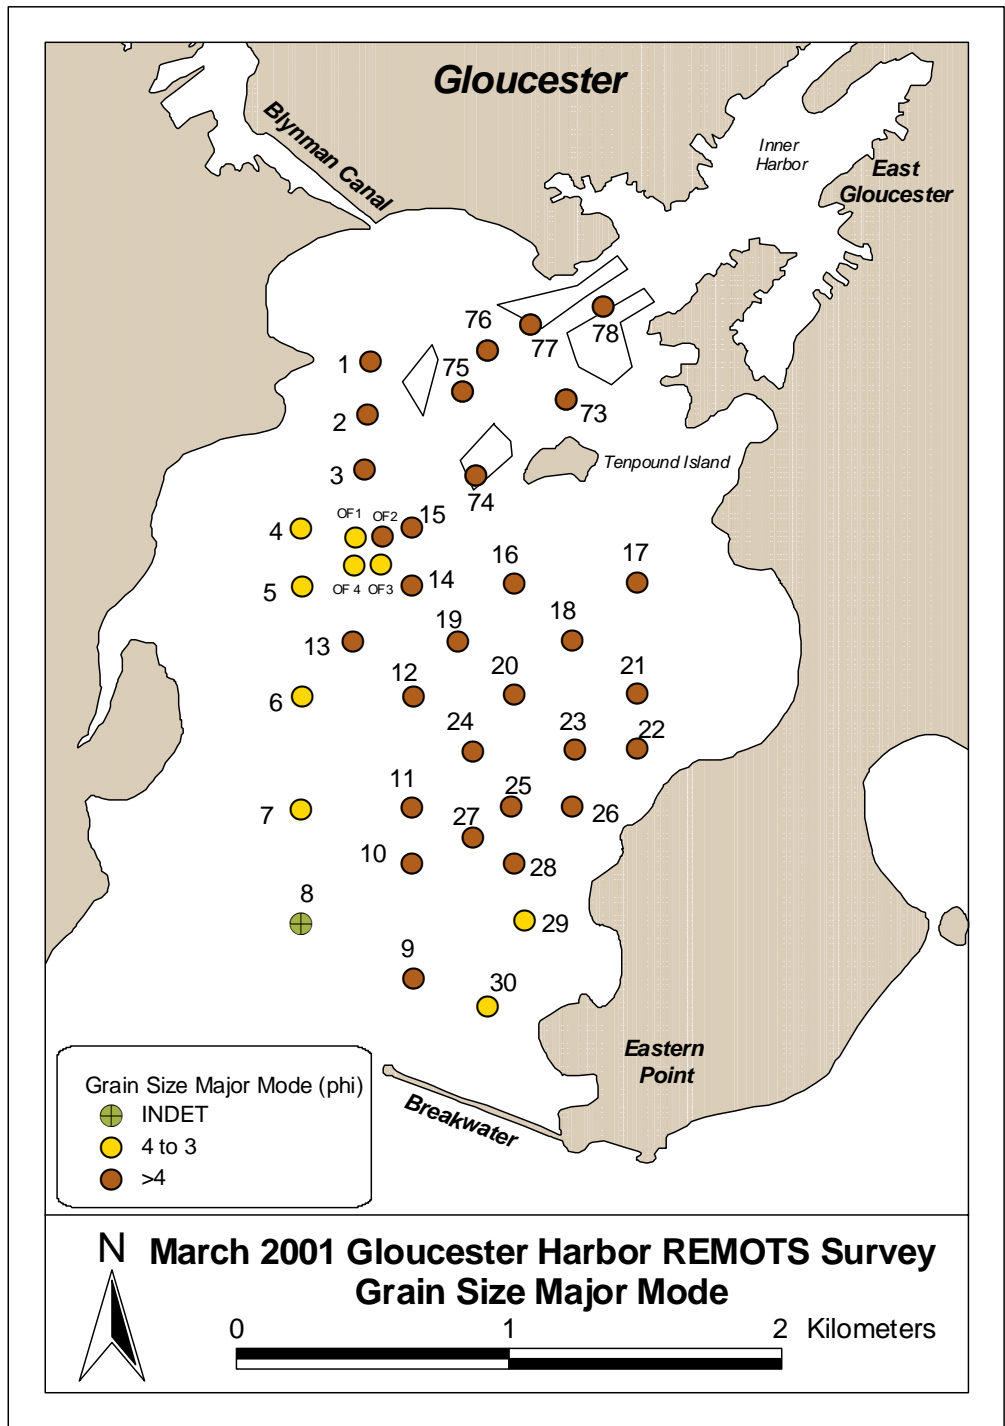 Gloucester
Blynman Canal
Inner
Harbor
East
Gloucester
76
77
78
1
75
2
73
3
Tenpound Island
74
4
OF1
OF2
15
16
17
5
OF 4
OF3
14
13
19
18
6
12
20
21
24
23
22
7
11
25
26
27
10
28
8
29
9
30
Eastern
Point
Breakwater
Grain Size Major Mode (phi)
INDET
4 to 3
>4
N
March 2001 Gloucester Harbor REMOTS Survey
Grain Size Major Mode
0 1 2 Kilometers